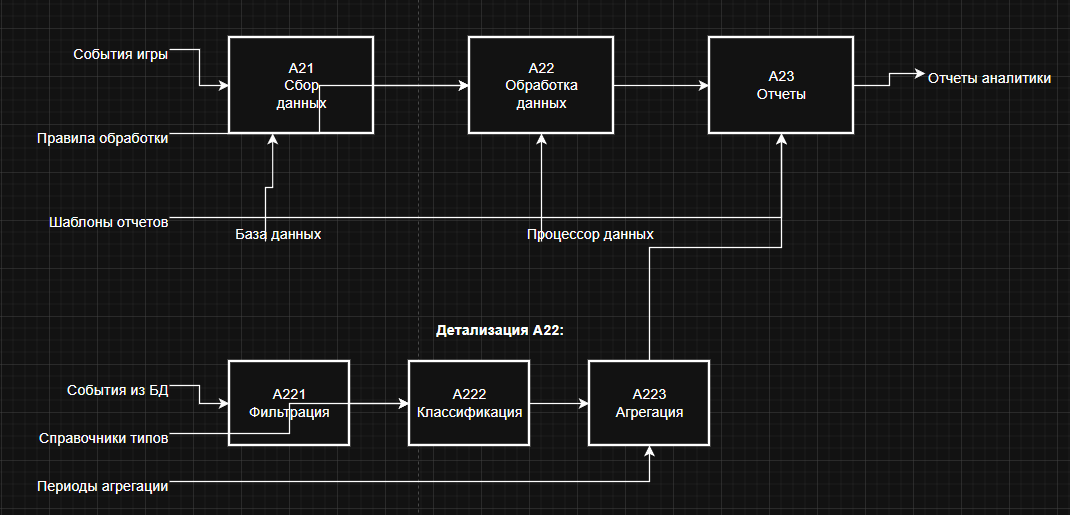 События игры
A21
Сбор
данных
A22
Обработка
данных
A23
Отчеты
Отчеты аналитики
Правила обработки
Шаблоны отчетов
База данных
Процессор данных
Детализация A22:
События из БД
A221
Фильтрация
A222
Классификация
A223
Агрегация
Справочники типов
Периоды агрегации